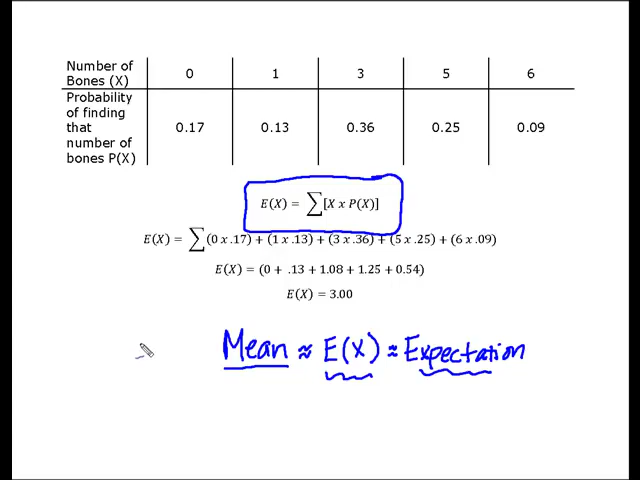 Number of Bones (X) 0 1 3 5 6
Probability of finding that number of bones P(X) 0.17 0.13 0.36 0.25 0.09
E(X) = ∑[X x P(X)]
E(X) = ∑(0 x .17) + (1 x .13) + (3 x .36) + (5 x .25) + (6 x .09)
E(X) = (0 + .13 + 1.08 + 1.25 + 0.54)
E(X) = 3.00
Mean ≈ E(X) ≈ Expectation